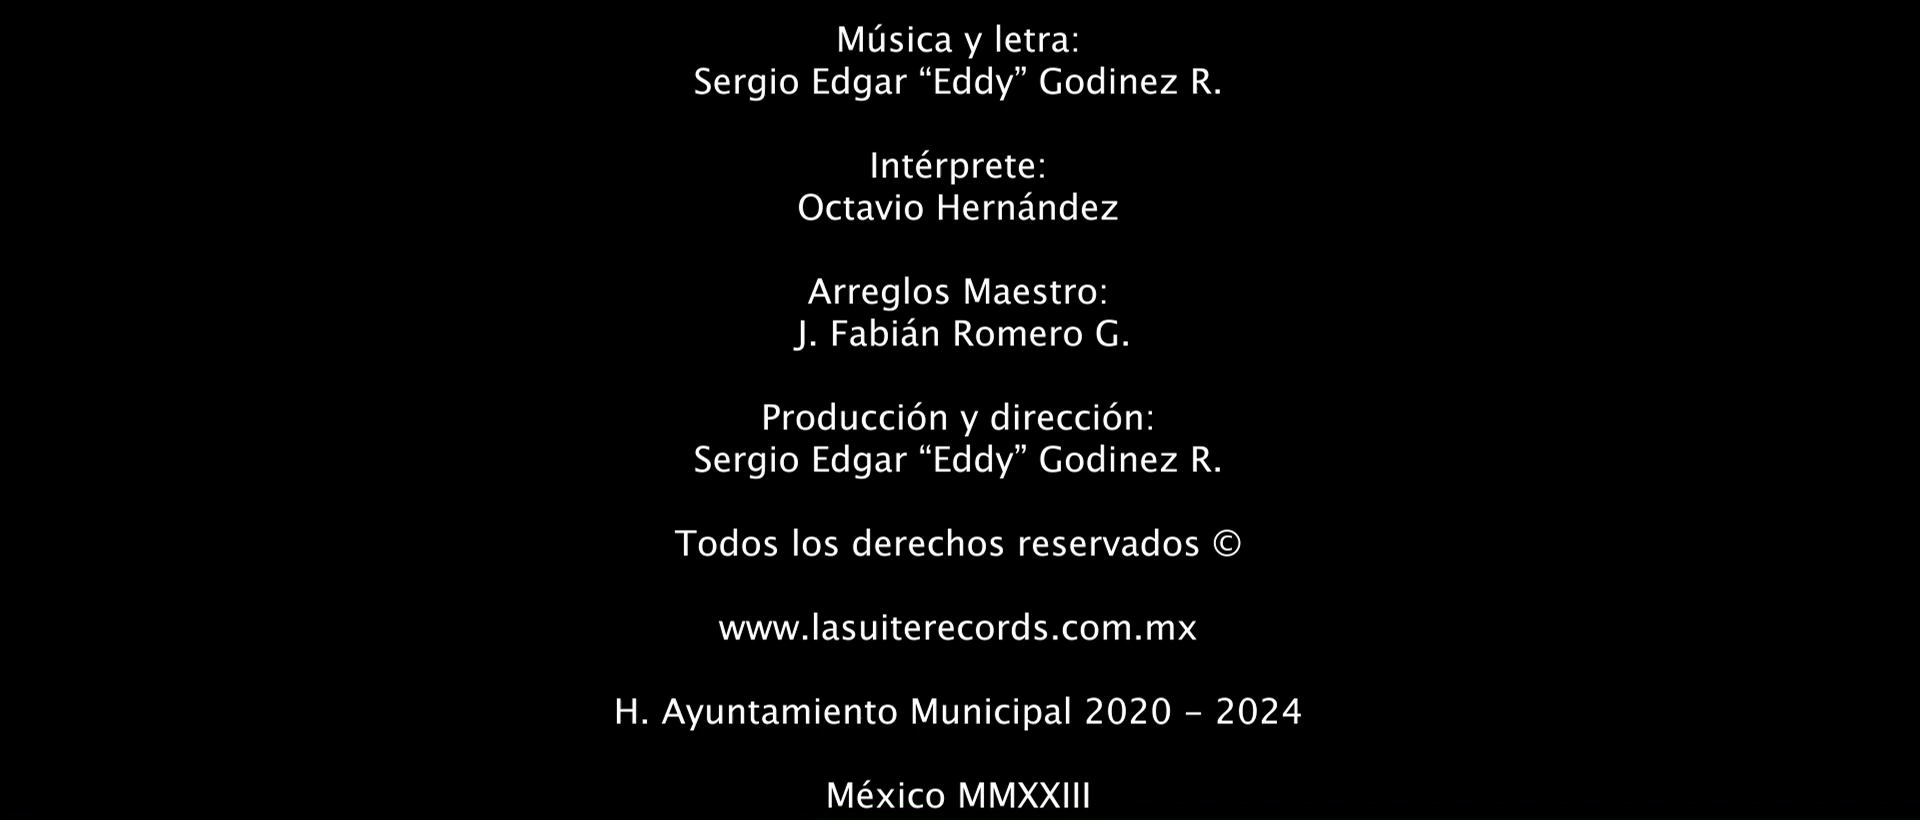 Música y letra:
Sergio Edgar “Eddy” Godinez R.
Intérprete:
Octavio Hernández
Arreglos Maestro:
J. Fabián Romero G.
Producción y dirección:
Sergio Edgar “Eddy” Godinez R.
Todos los derechos reservados ©
www.lasuiterecords.com.mx
H. Ayuntamiento Municipal 2020 - 2024
México MMXXIII